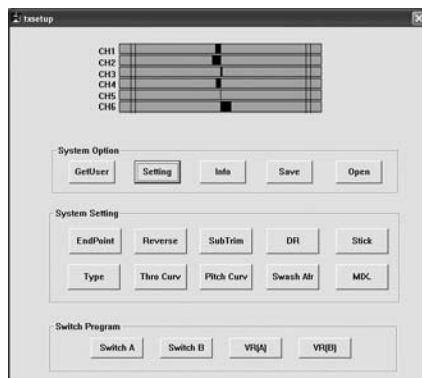 txsetup
CH1
CH2
CH3
CH4
CH5
CH6
System Option
GetUser Setting Info Save Open
System Setting
EndPoint Reverse SubTrim DR Stick
Type Thro Curv Pitch Curv Swash Afr MIX.
Switch Program
Switch A Switch B VR(A) VR(B)